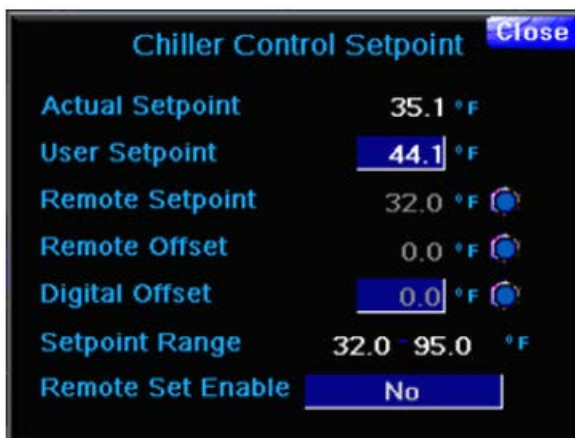 Chiller Control Setpoint Close
Actual Setpoint 35.1 °F
User Setpoint 44.1 °F
Remote Setpoint 32.0 °F
Remote Offset 0.0 °F
Digital Offset 0.0 °F
Setpoint Range 32.0 - 95.0 °F
Remote Set Enable No